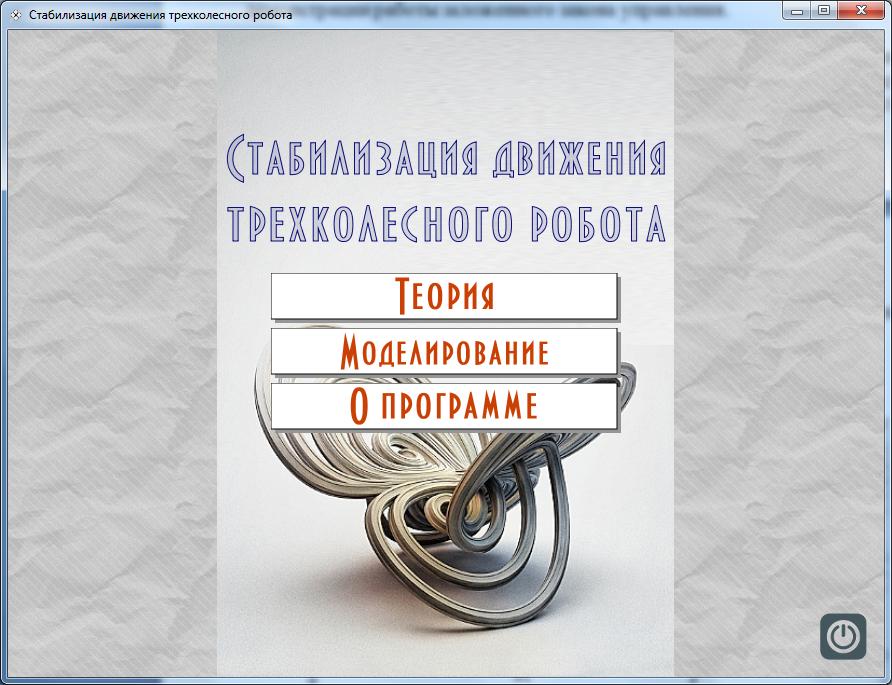 Стабилизация движения трехколесного робота
Стабилизация движения
трехколесного робота
Теория
Моделирование
О программе